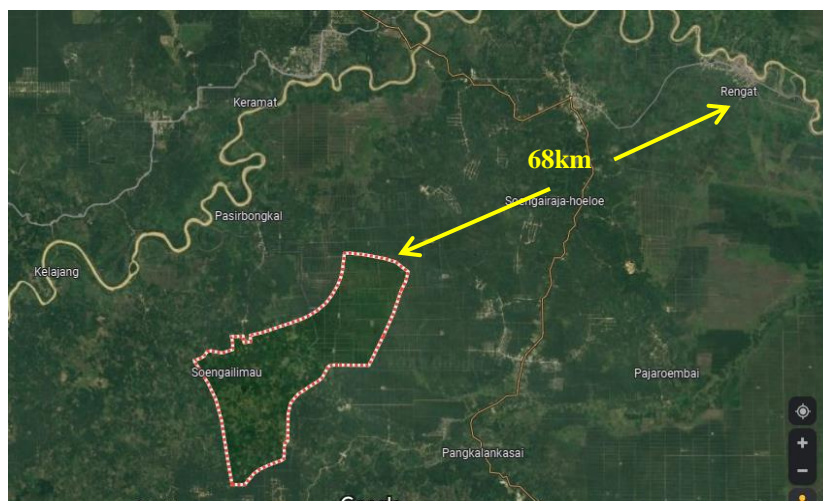 Rengat
Keramat
68km
Soengairaja-hoeloe
Pasirbongkal
Kelajang
Soengailimau
Pajaroembai
Pangkalankasai